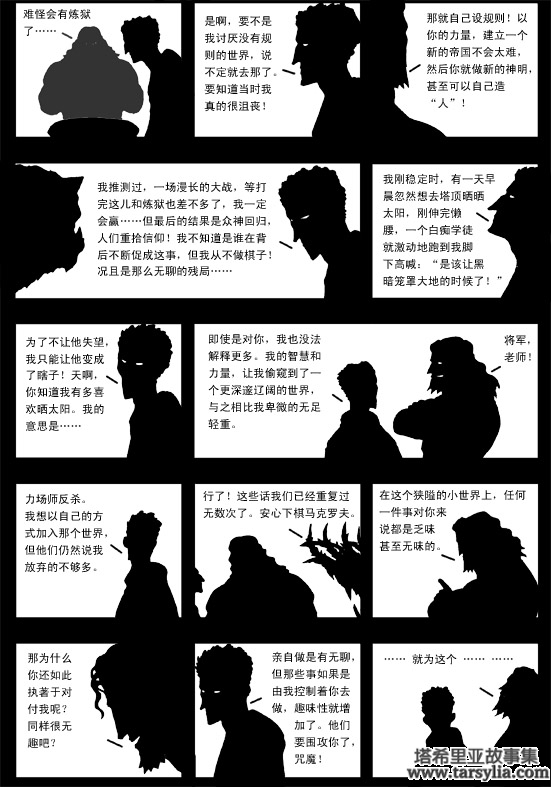 难怪会有炼狱
了……
是啊，要不是
我讨厌没有规
则的世界，说
不定就去那了。
要知道当时我
真的很沮丧！
那就自己设规则！以
你的力量，建立一个
新的帝国不会太难，
然后你就做新的神明，
甚至可以自己造
“人”！
我推测过，一场漫长的大战，等打
完这儿和炼狱也差不多了，我一定
会赢……但最后的结果是众神回归，
人们重拾信仰！我不知道是谁在背
后不断促成这事，但我从不做棋子！
况且是那么无聊的残局……
我刚稳定时，有一天早
晨忽然想去塔顶晒晒
太阳，刚伸完懒
腰，一个白痴学徒
就激动地跑到我脚
下高喊：“是该让黑
暗笼罩大地的时候了！”
为了不让他失望，
我只能让他变成
了瞎子！天啊，
你知道我有多喜
欢晒太阳。我的
意思是……
即使是对你，我也没法
解释更多。我的智慧和
力量，让我偷窥到了一
个更深邃辽阔的世界，
与之相比我卑微的无足
轻重。
将军，
老师！
力场师反杀。
我想以自己的方
式加入那个世界，
但他们仍然说我
放弃的不够多。
行了！这些话我们已经重复过
无数次了。安心下棋马克罗夫。
在这个狭隘的小世界上，任何
一件事对你来
说都是乏味
甚至无味的。
那为什么
你还如此
执著于对
付我呢？
同样很无
趣吧？
亲自做是有无聊，
但那些事如果是
由我控制着你去
做，趣味性就增
加了。他们
要围攻你了，
咒魔！
…… 就为这个 …… ……
塔希里亚故事集
www.tarsylia.com